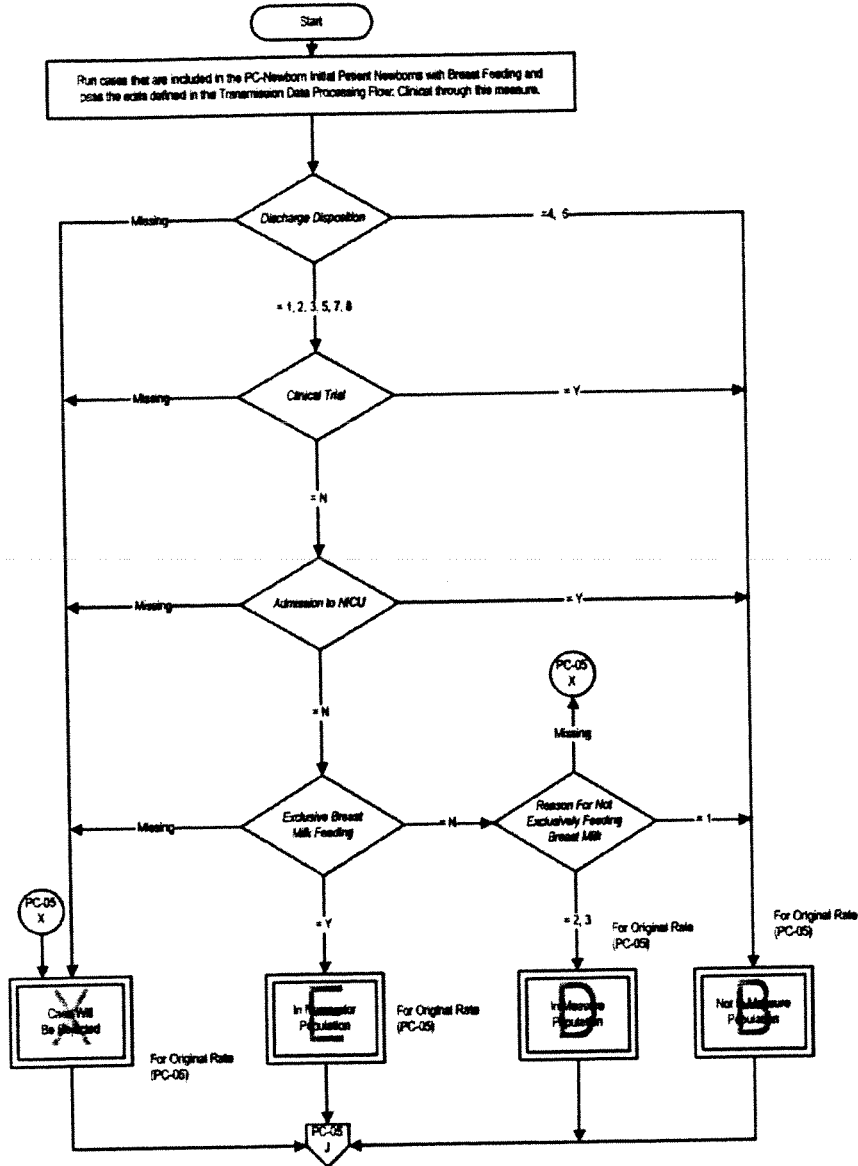 Start
Run cases that are included in the PC-Newborn Initial Patient Newborns with Breast Feeding and
pass the edits defined in the Transmission Data Processing Flow: Clinical through this measure.
Missing
Discharge Disposition
=4, 6
= 1, 2, 3, 5, 7, 8
Missing
Clinical Trial
= Y
= N
Missing
Admission to NICU
= Y
= N
PC-05
X
Missing
Missing
Exclusive Breast
Milk Feeding
= N
Reason For Not
Exclusively Feeding
Breast Milk
= 1
PC-05
X
= Y
= 2, 3
For Original Rate
(PC-05)
For Original Rate
(PC-05)
X
Case Will
Be Rejected
For Original Rate
(PC-05)
E
In Numerator
Population
For Original Rate
(PC-05)
D
In Measure
Population
B
Not In Measure
Population
PC-05
J